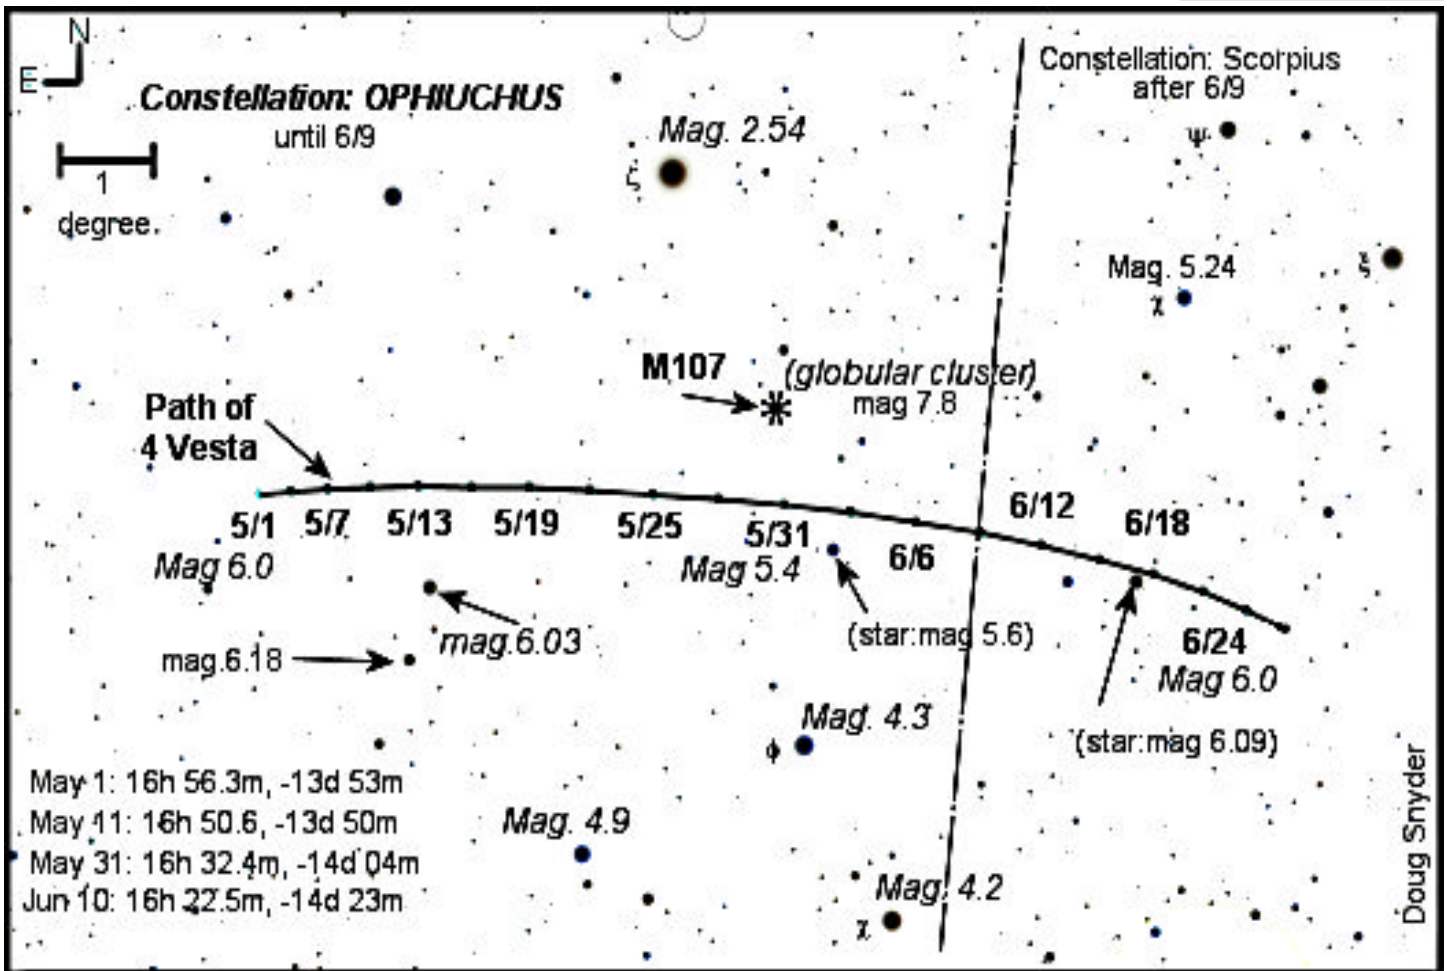 N
E
Constellation: OPHIUCHUS
until 6/9
1
degree
Constellation: Scorpius
after 6/9
Mag. 2.54
ζ
ψ
ξ
Mag. 5.24
χ
M107
(globular cluster)
mag 7.8
Path of
4 Vesta
5/1
5/7
5/13
5/19
5/25
5/31
6/6
6/12
6/18
6/24
Mag 6.0
Mag 5.4
Mag 6.0
mag.6.03
mag.6.18
(star:mag 5.6)
(star:mag 6.09)
Mag. 4.3
ϕ
Mag. 4.9
Mag. 4.2
χ
May 1: 16h 56.3m, -13d 53m
May 11: 16h 50.6, -13d 50m
May 31: 16h 32.4m, -14d 04m
Jun 10: 16h 22.5m, -14d 23m
Doug Snyder